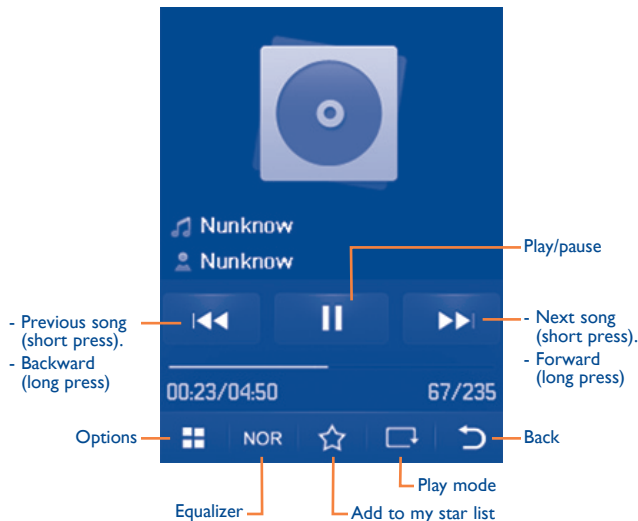 Nunknow
Nunknow
Play/pause
- Previous song
(short press).
- Backward
(long press)
- Next song
(short press).
- Forward
(long press)
00:23/04:50
67/235
Options
NOR
Back
Play mode
Equalizer
Add to my star list